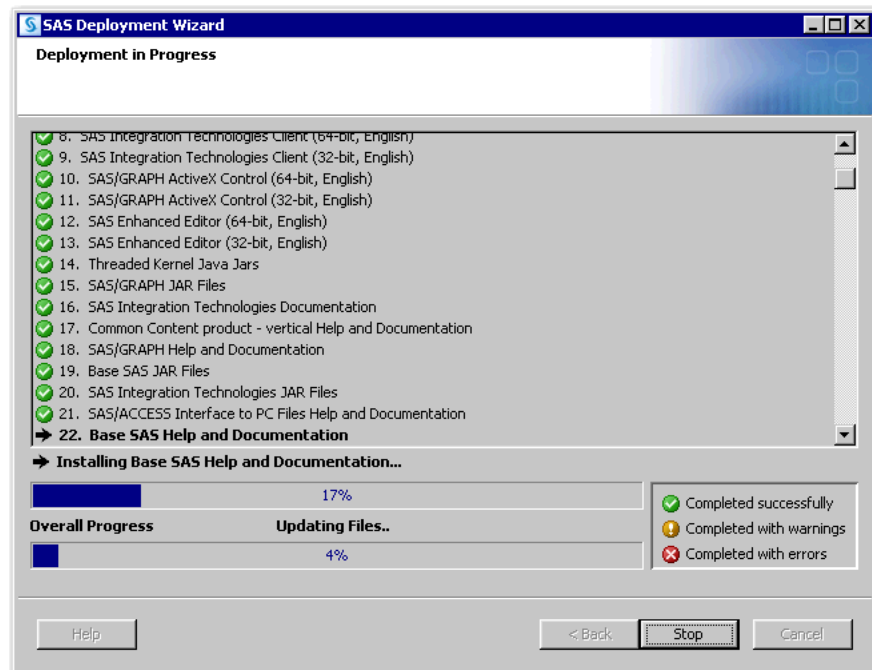 SAS Deployment Wizard
Deployment in Progress
8. SAS Integration Technologies Client (64-bit, English)
9. SAS Integration Technologies Client (32-bit, English)
10. SAS/GRAPH ActiveX Control (64-bit, English)
11. SAS/GRAPH ActiveX Control (32-bit, English)
12. SAS Enhanced Editor (64-bit, English)
13. SAS Enhanced Editor (32-bit, English)
14. Threaded Kernel Java Jars
15. SAS/GRAPH JAR Files
16. SAS Integration Technologies Documentation
17. Common Content product - vertical Help and Documentation
18. SAS/GRAPH Help and Documentation
19. Base SAS JAR Files
20. SAS Integration Technologies JAR Files
21. SAS/ACCESS Interface to PC Files Help and Documentation
22. Base SAS Help and Documentation
Installing Base SAS Help and Documentation...
17%
Overall Progress Updating Files..
4%
Completed successfully
Completed with warnings
Completed with errors
Help < Back Stop Cancel